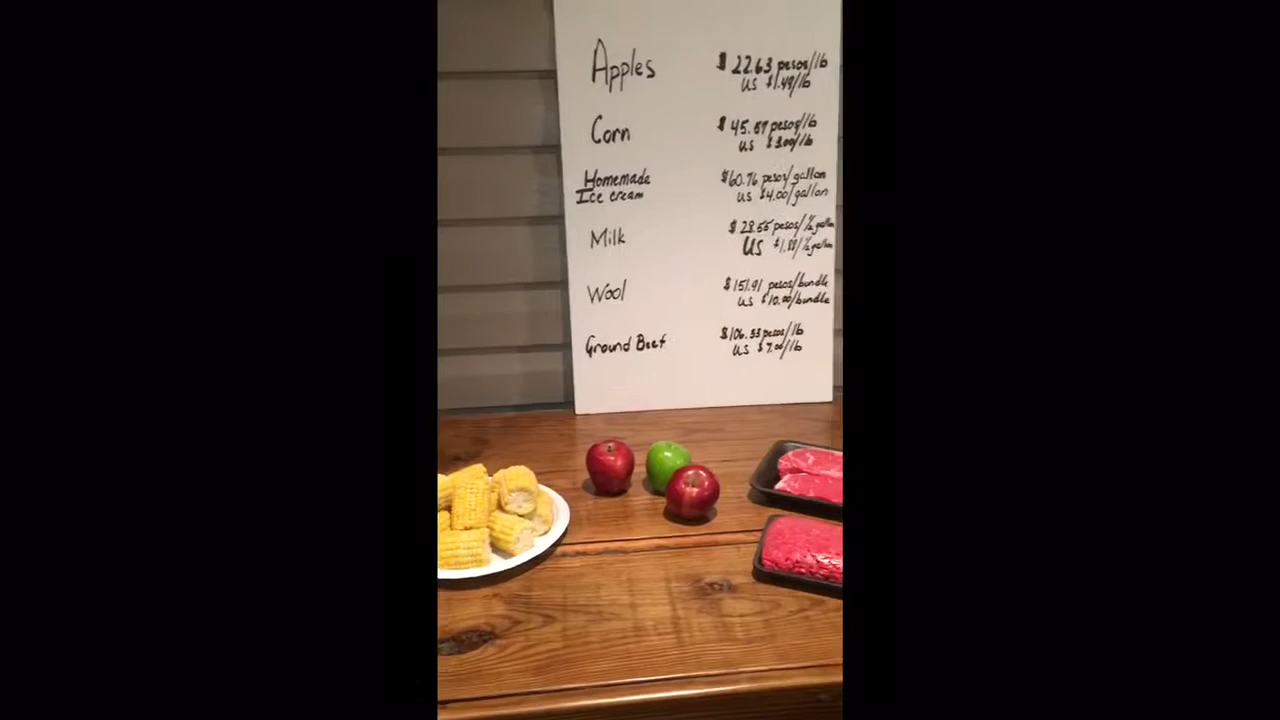 Apples $22.63 pesos/lb
US $1.49/lb
Corn $45.57 pesos/lb
US $3.00/lb
Homemade $60.76 pesos/gallon
Ice cream US $4.00/gallon
Milk $28.55 pesos/½ gallon
US $1.88/½ gallon
Wool $151.91 pesos/bundle
US $10.00/bundle
Ground Beef $106.33 pesos/lb
US $7.00/lb